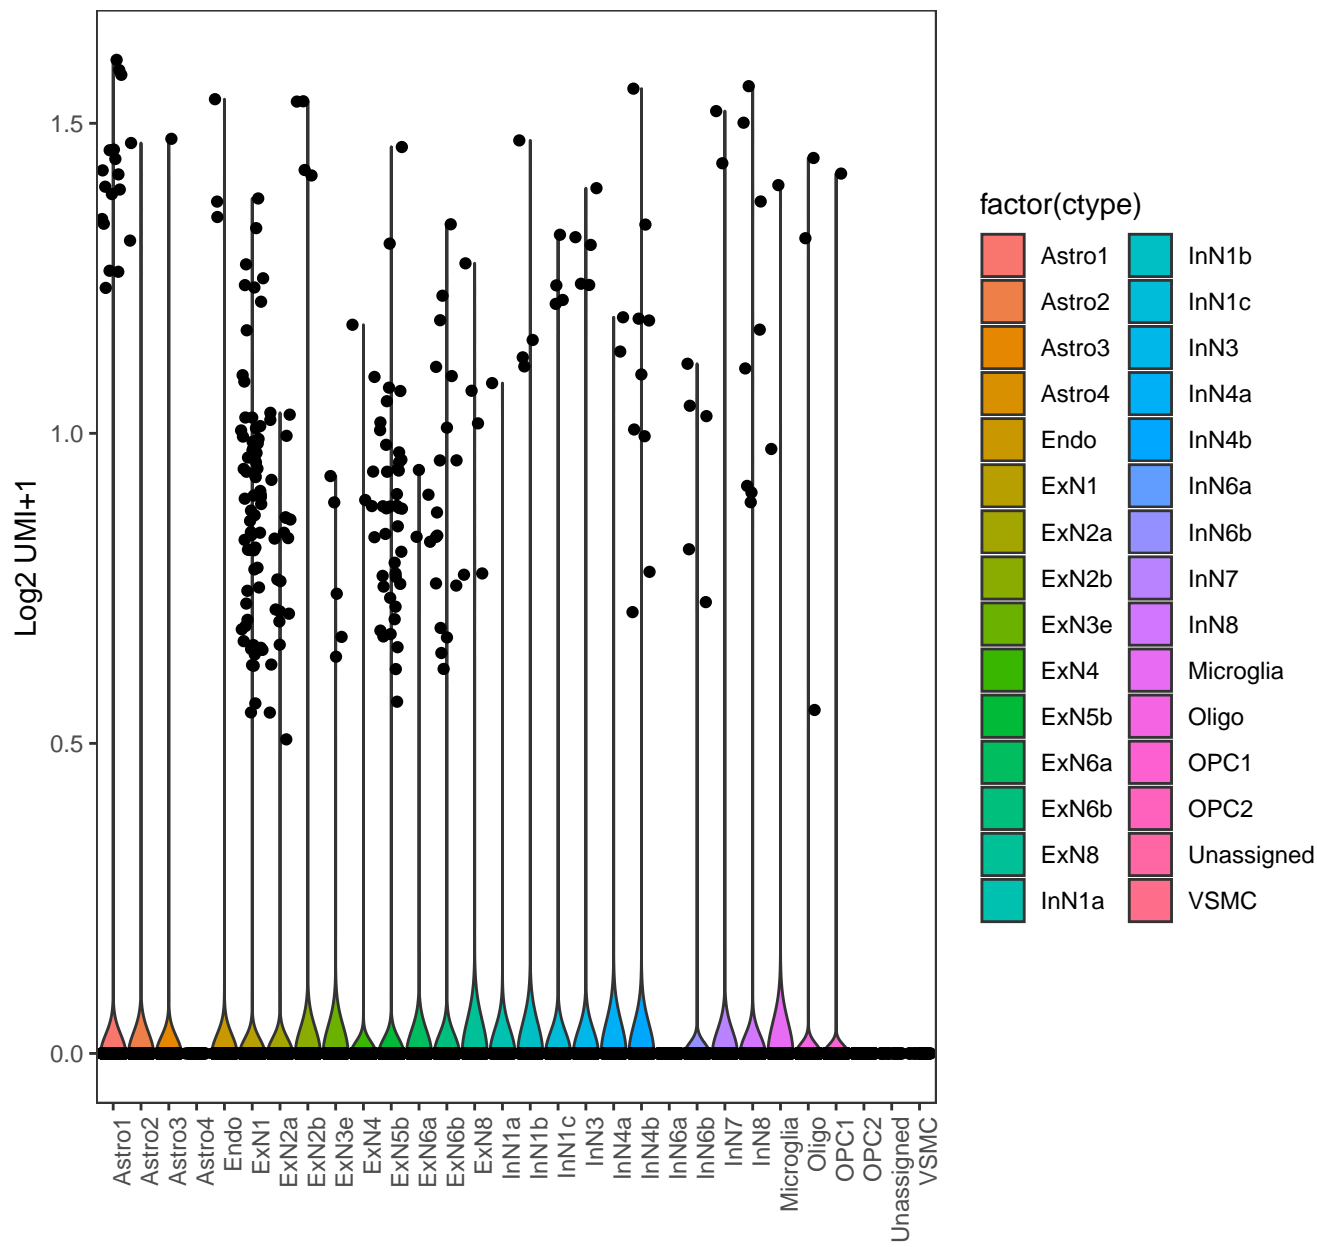 Log2 UMI+1
1.5
1.0
0.5
0.0
Astro1
Astro2
Astro3
Astro4
Endo
ExN1
ExN2a
ExN2b
ExN3e
ExN4
ExN5b
ExN6a
ExN6b
ExN8
InN1a
InN1b
InN1c
InN3
InN4a
InN4b
InN6a
InN6b
InN7
InN8
Microglia
Oligo
OPC1
OPC2
Unassigned
VSMC
factor(ctype)
Astro1
Astro2
Astro3
Astro4
Endo
ExN1
ExN2a
ExN2b
ExN3e
ExN4
ExN5b
ExN6a
ExN6b
ExN8
InN1a
InN1b
InN1c
InN3
InN4a
InN4b
InN6a
InN6b
InN7
InN8
Microglia
Oligo
OPC1
OPC2
Unassigned
VSMC